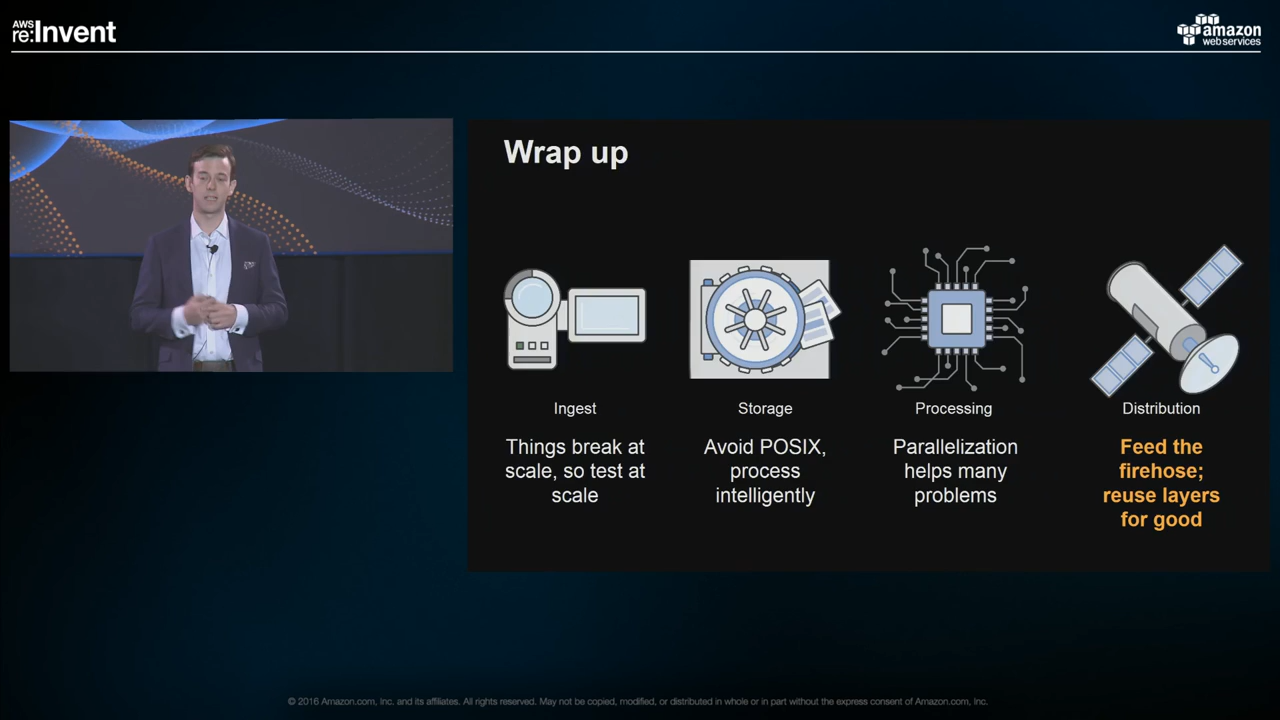 AWS
re:Invent
amazon
web services
Wrap up
Ingest
Things break at
scale, so test at
scale
Storage
Avoid POSIX,
process
intelligently
Processing
Parallelization
helps many
problems
Distribution
Feed the
firehose;
reuse layers
for good
© 2016 Amazon.com, Inc. and its affiliates. All rights reserved. May not be copied, modified, or distributed in whole or in part without the express consent of Amazon.com, Inc.